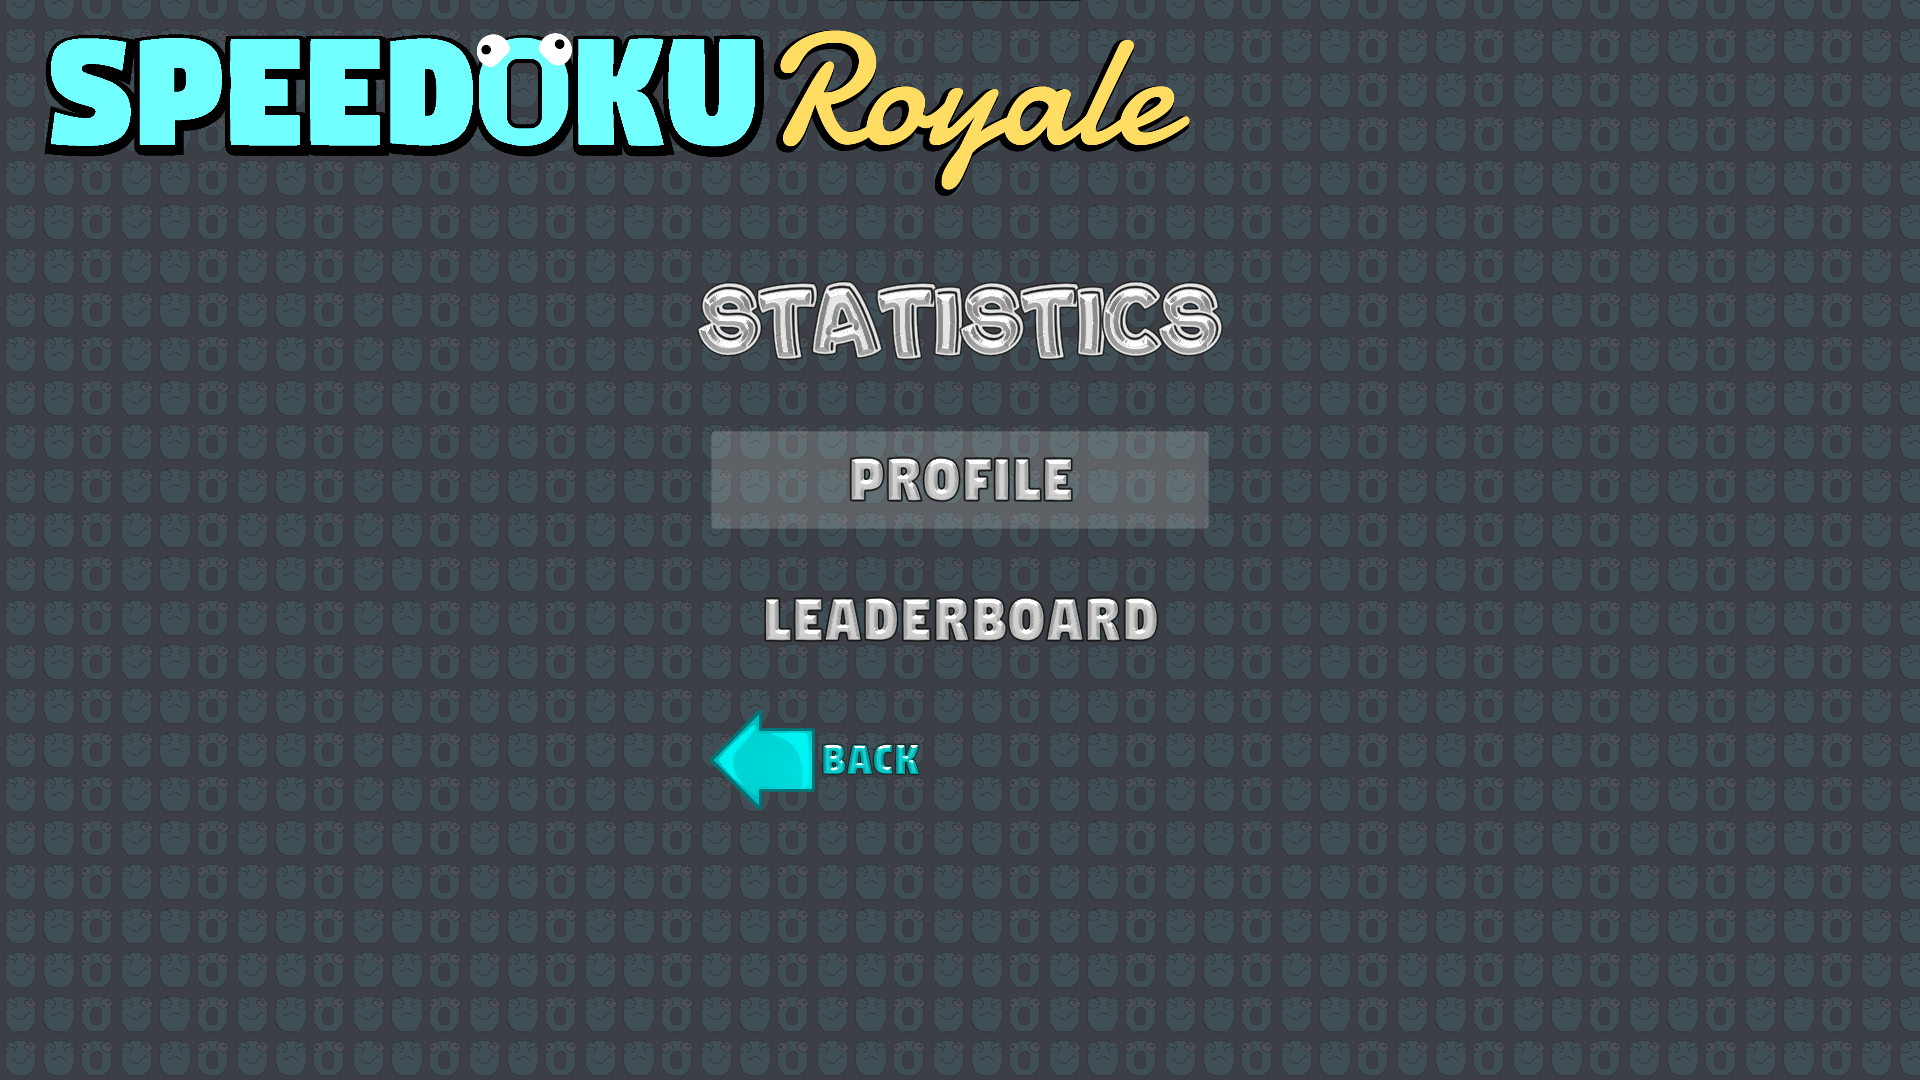 SPEEDOKU Royale
STATISTICS
PROFILE
LEADERBOARD
BACK